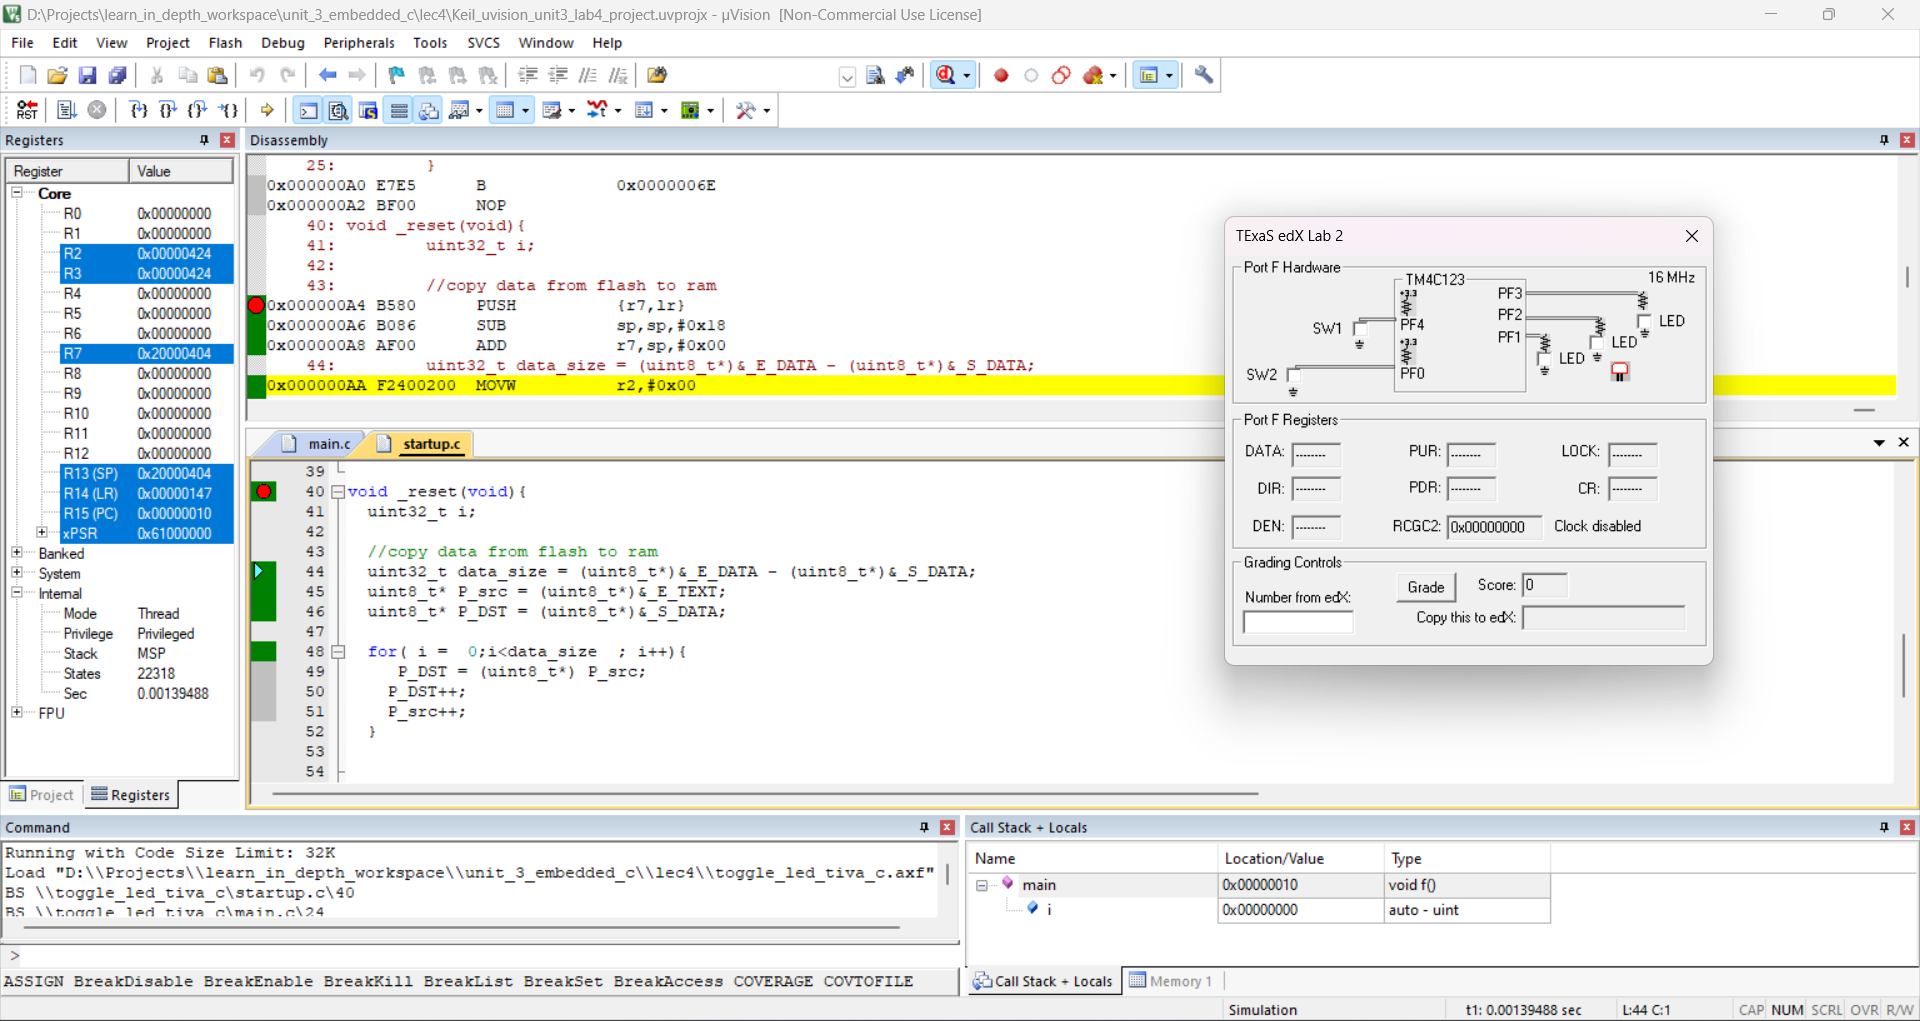 D:\Projects\learn_in_depth_workspace\unit_3_embedded_c\lec4\Keil_uvision_unit3_lab4_project.uvprojx - µVision [Non-Commercial Use License]
File Edit View Project Flash Debug Peripherals Tools SVCS Window Help
RST
Registers
Register Value
Core
R0 0x00000000
R1 0x00000000
R2 0x00000424
R3 0x00000424
R4 0x00000000
R5 0x00000000
R6 0x00000000
R7 0x20000404
R8 0x00000000
R9 0x00000000
R10 0x00000000
R11 0x00000000
R12 0x00000000
R13 (SP) 0x20000404
R14 (LR) 0x00000147
R15 (PC) 0x00000010
xPSR 0x61000000
Banked
System
Internal
Mode Thread
Privilege Privileged
Stack MSP
States 22318
Sec 0.00139488
FPU
Project Registers
Disassembly
25: }
0x000000A0 E7E5 B 0x0000006E
0x000000A2 BF00 NOP
40: void _reset(void){
41: uint32_t i;
42:
43: //copy data from flash to ram
0x000000A4 B580 PUSH {r7,lr}
0x000000A6 B086 SUB sp,sp,#0x18
0x000000A8 AF00 ADD r7,sp,#0x00
44: uint32_t data_size = (uint8_t*)&_E_DATA - (uint8_t*)&_S_DATA;
0x000000AA F2400200 MOVW r2,#0x00
main.c startup.c
39
40 void _reset(void){
41 uint32_t i;
42
43 //copy data from flash to ram
44 uint32_t data_size = (uint8_t*)&_E_DATA - (uint8_t*)&_S_DATA;
45 uint8_t* P_src = (uint8_t*)&_E_TEXT;
46 uint8_t* P_DST = (uint8_t*)&_S_DATA;
47
48 for( i = 0;i<data_size ; i++){
49 P_DST = (uint8_t*) P_src;
50 P_DST++;
51 P_src++;
52 }
53
54
TExaS edX Lab 2
Port F Hardware
TM4C123 16 MHz
+3.3 PF3
PF2 LED
SW1 PF4
+3.3 PF1 LED
LED
SW2 PF0
Port F Registers
DATA: -------- PUR: -------- LOCK: --------
DIR: -------- PDR: -------- CR: --------
DEN: -------- RCGC2: 0x00000000 Clock disabled
Grading Controls
Number from edX: Grade Score: 0
Copy this to edX:
Command
Running with Code Size Limit: 32K
Load "D:\\Projects\\learn_in_depth_workspace\\unit_3_embedded_c\\lec4\\toggle_led_tiva_c.axf"
BS \\toggle_led_tiva_c\startup.c\40
BS \\toggle_led_tiva_c\main.c\24
>
ASSIGN BreakDisable BreakEnable BreakKill BreakList BreakSet BreakAccess COVERAGE COVTOFILE
Call Stack + Locals
Name Location/Value Type
main 0x00000010 void f()
i 0x00000000 auto - uint
Call Stack + Locals Memory 1
Simulation t1: 0.00139488 sec L:44 C:1 CAP NUM SCRL OVR R/W